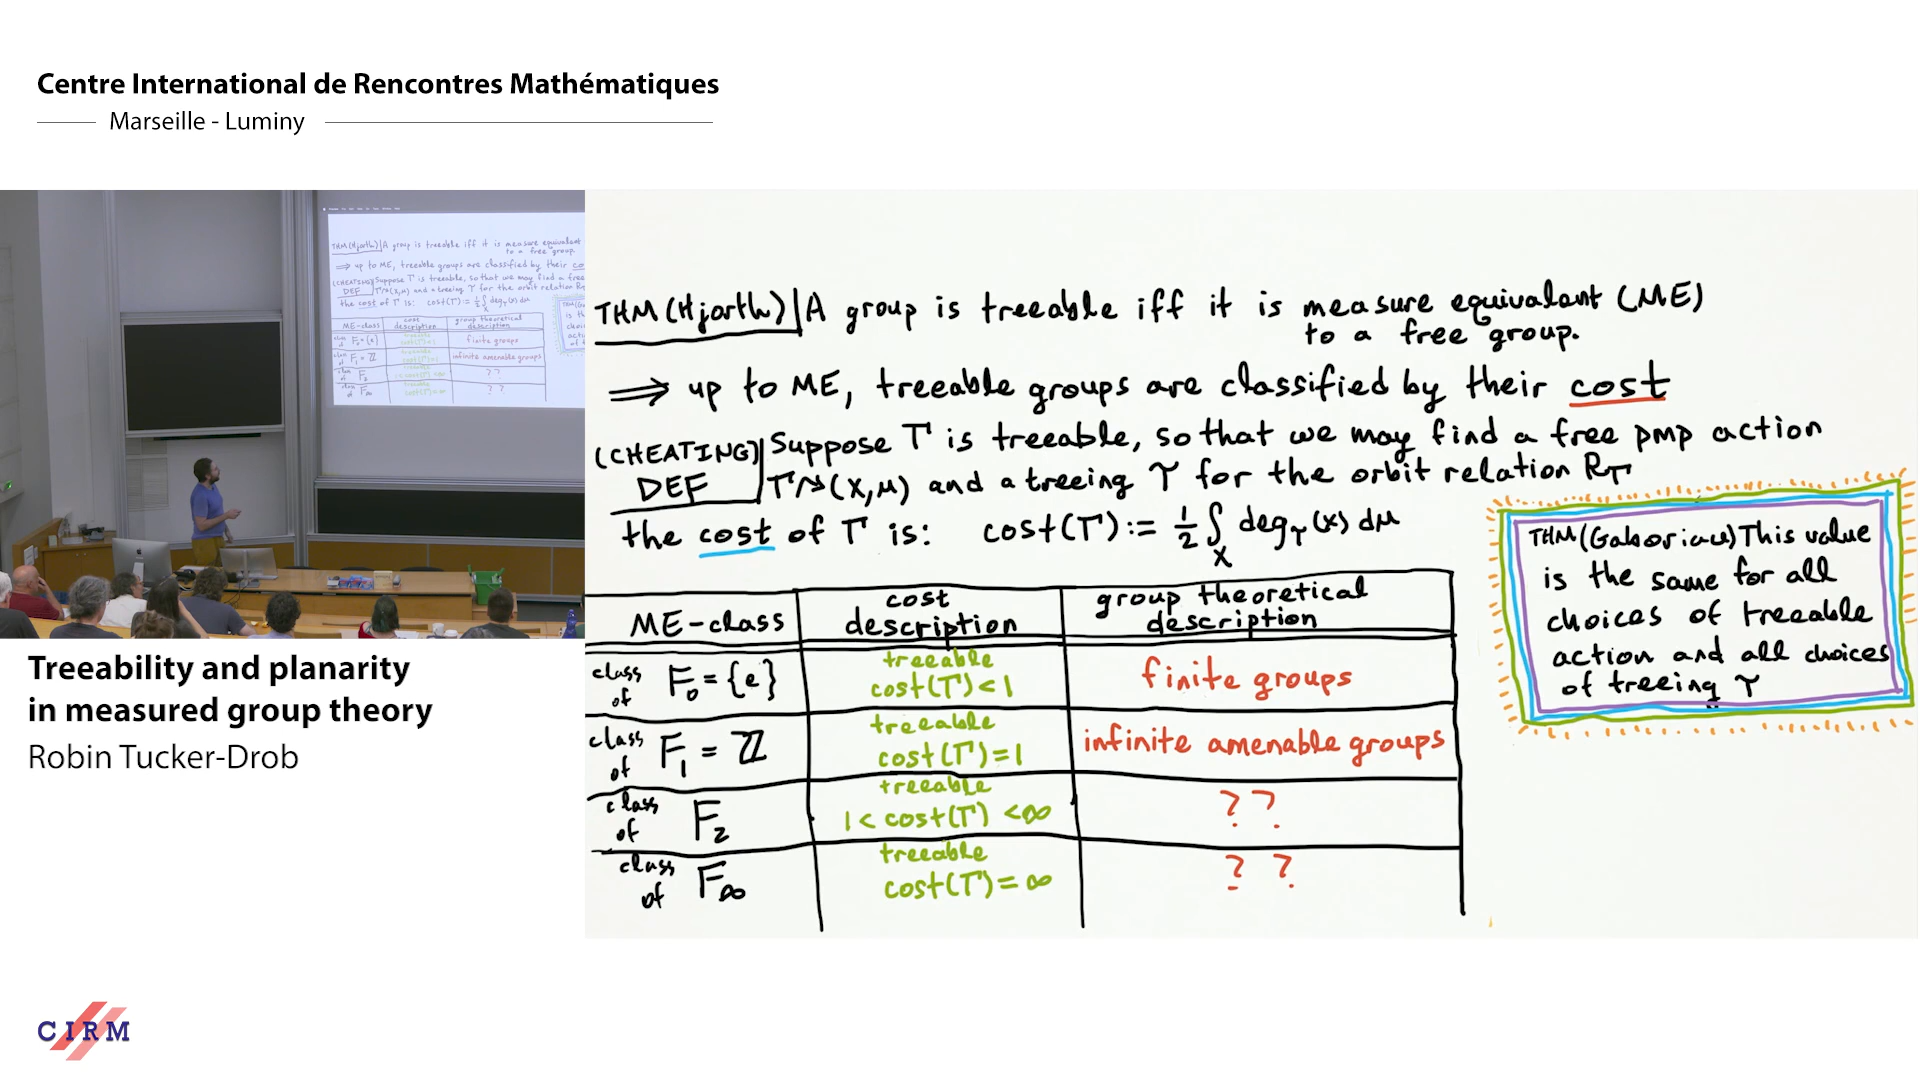 Centre International de Rencontres Mathématiques
Marseille - Luminy
THM (Hjorth) A group is treeable iff it is measure equivalent (ME)
to a free group.
⟹ up to ME, treeable groups are classified by their cost
(CHEATING) DEF Suppose Γ is treeable, so that we may find a free pmp action
Γ↷(X,μ) and a treeing Υ for the orbit relation R_Γ
the cost of Γ is: cost(Γ) := ½ ∫_X deg_Υ(x) dμ
THM (Gaboriau) This value
is the same for all
choices of treeable
action and all choices
of treeing Υ
ME-class | cost description | group theoretical description
class of F₀ = {e} | treeable cost(Γ) < 1 | finite groups
class of F₁ = ℤ | treeable cost(Γ) = 1 | infinite amenable groups
class of F₂ | treeable 1 < cost(Γ) < ∞ | ? ?
class of F∞ | treeable cost(Γ) = ∞ | ? ?
Treeability and planarity
in measured group theory
Robin Tucker-Drob
CIRM